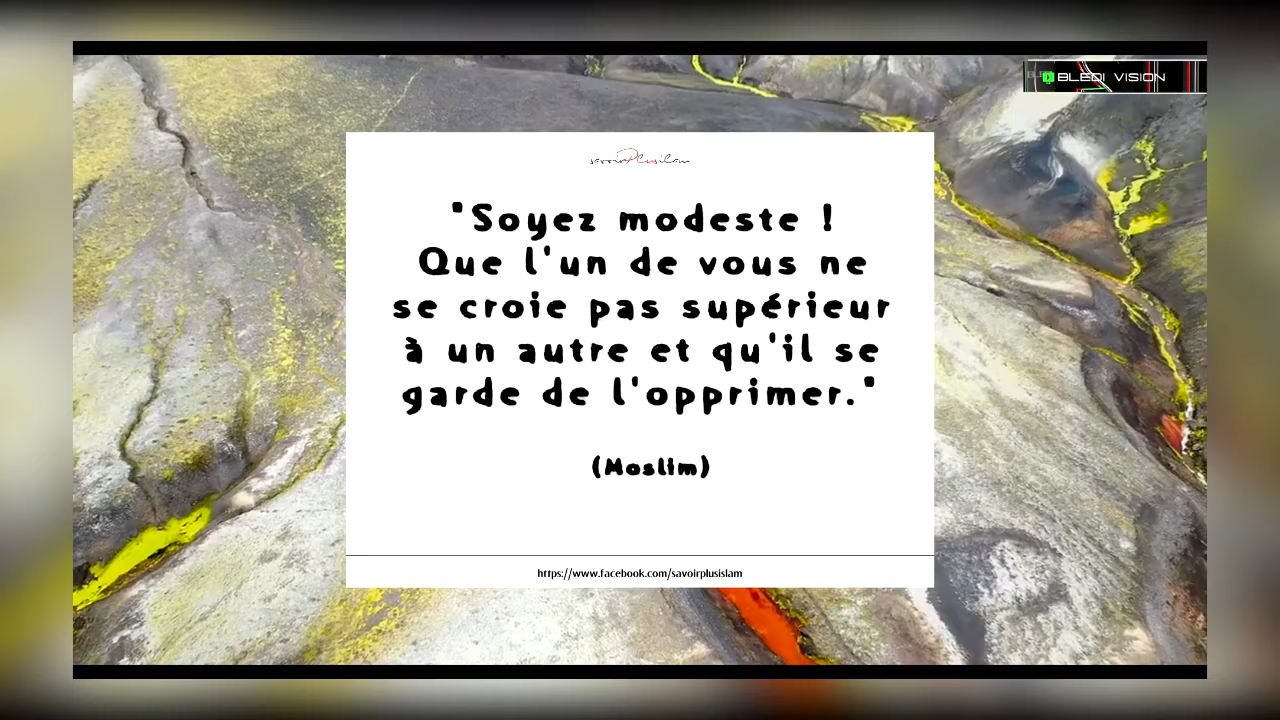 BLEDI VISION
savoirPlusislam
"Soyez modeste !
Que l'un de vous ne
se croie pas supérieur
à un autre et qu'il se
garde de l'opprimer."
(Moslim)
https://www.facebook.com/savoirplusislam